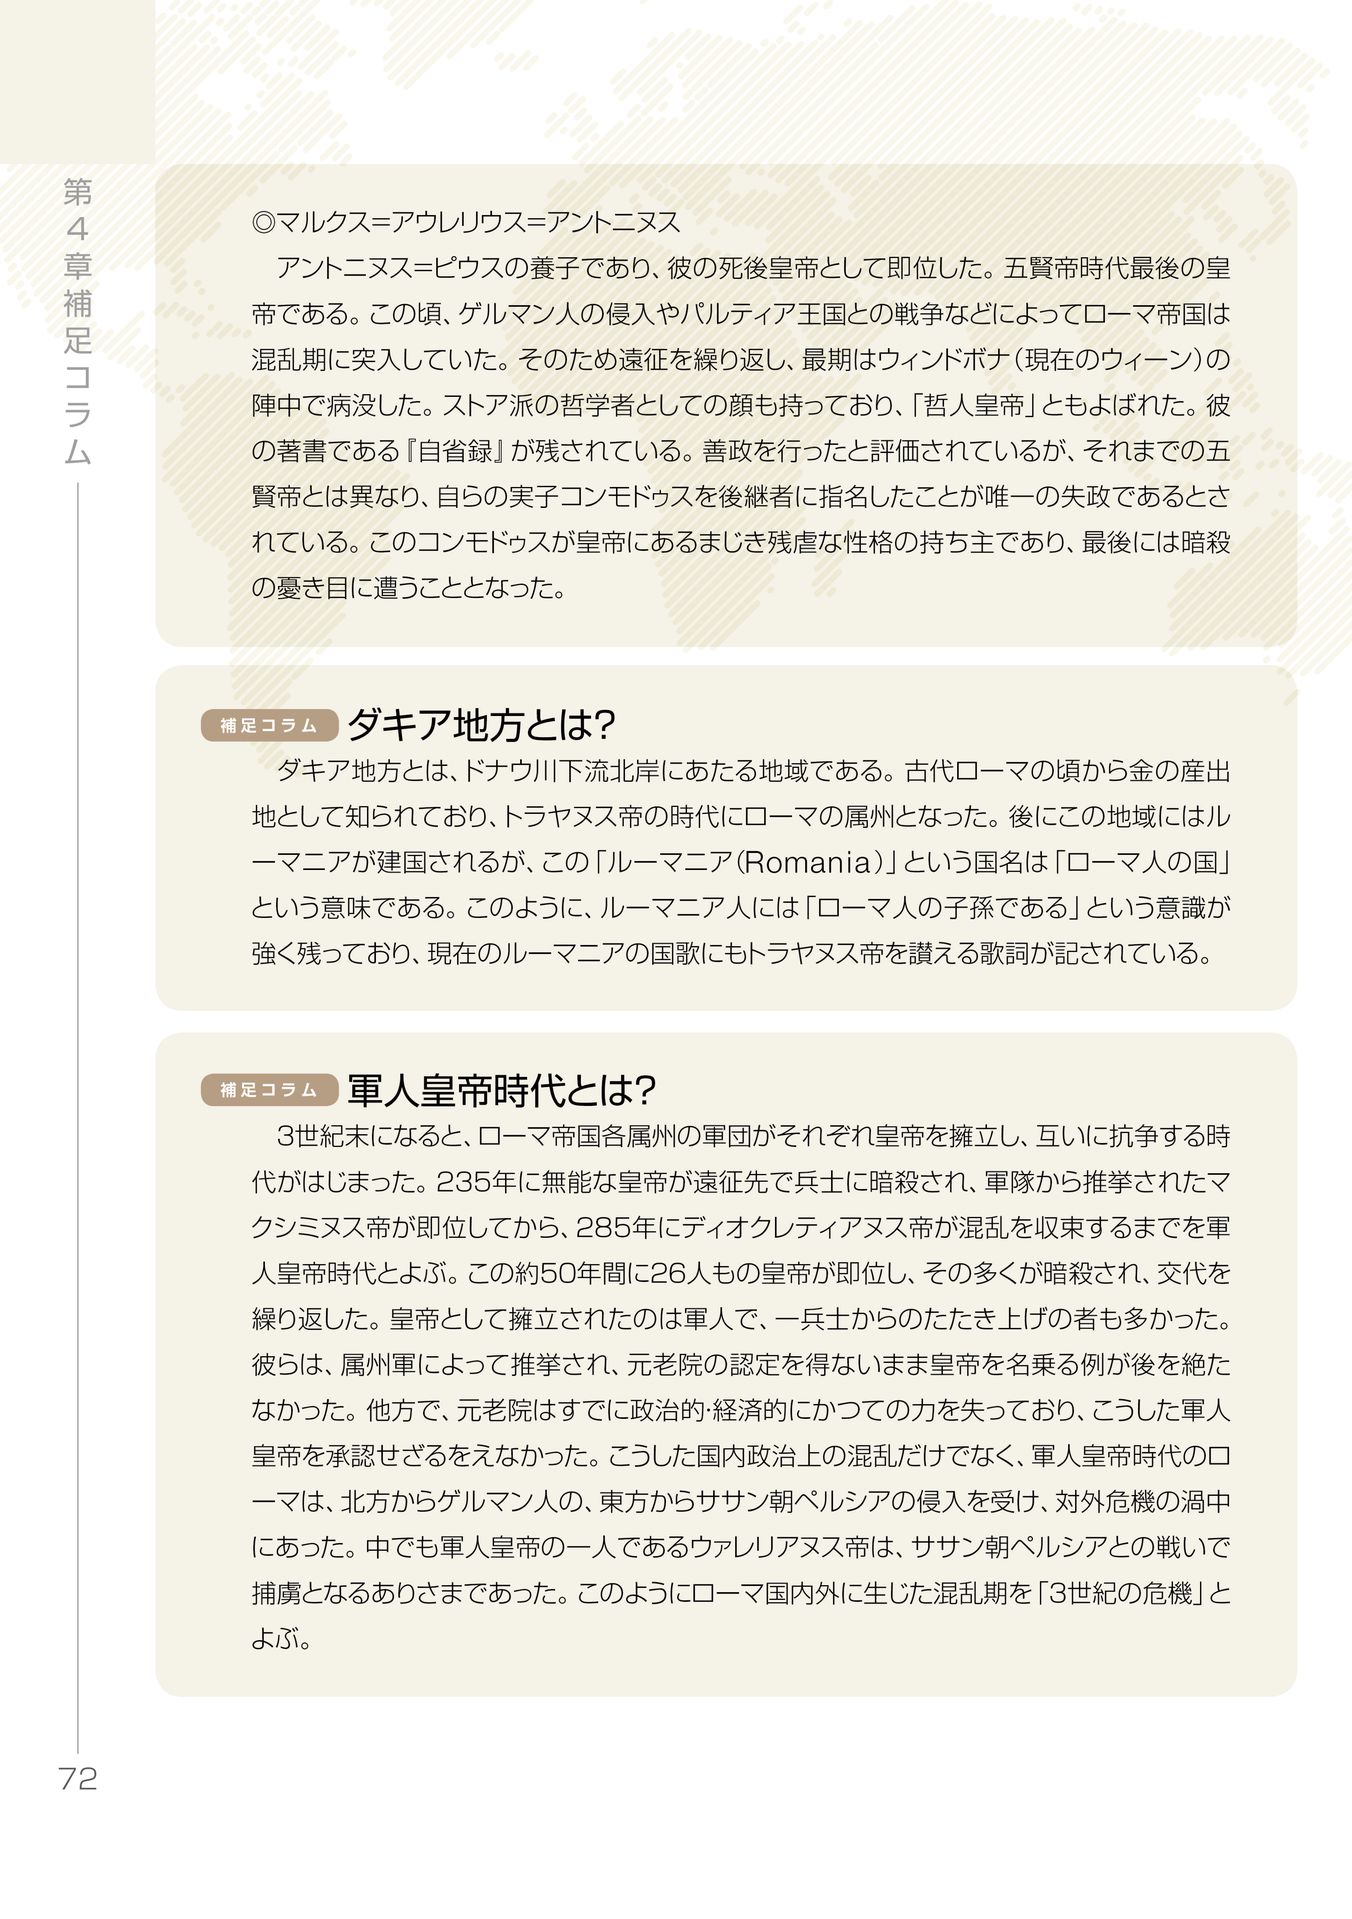 第4章補足コラム
◎マルクス=アウレリウス=アントニヌス
　アントニヌス=ピウスの養子であり、彼の死後皇帝として即位した。五賢帝時代最後の皇
帝である。この頃、ゲルマン人の侵入やパルティア王国との戦争などによってローマ帝国は
混乱期に突入していた。そのため遠征を繰り返し、最期はウィンドボナ（現在のウィーン）の
陣中で病没した。ストア派の哲学者としての顔も持っており、「哲人皇帝」ともよばれた。彼
の著書である『自省録』が残されている。善政を行ったと評価されているが、それまでの五
賢帝とは異なり、自らの実子コンモドゥスを後継者に指名したことが唯一の失政であるとさ
れている。このコンモドゥスが皇帝にあるまじき残虐な性格の持ち主であり、最後には暗殺
の憂き目に遭うこととなった。
補足コラム ダキア地方とは?
　ダキア地方とは、ドナウ川下流北岸にあたる地域である。古代ローマの頃から金の産出
地として知られており、トラヤヌス帝の時代にローマの属州となった。後にこの地域にはル
ーマニアが建国されるが、この「ルーマニア（Romania）」という国名は「ローマ人の国」
という意味である。このように、ルーマニア人には「ローマ人の子孫である」という意識が
強く残っており、現在のルーマニアの国歌にもトラヤヌス帝を讃える歌詞が記されている。
補足コラム 軍人皇帝時代とは?
　3世紀末になると、ローマ帝国各属州の軍団がそれぞれ皇帝を擁立し、互いに抗争する時
代がはじまった。235年に無能な皇帝が遠征先で兵士に暗殺され、軍隊から推挙されたマ
クシミヌス帝が即位してから、285年にディオクレティアヌス帝が混乱を収束するまでを軍
人皇帝時代とよぶ。この約50年間に26人もの皇帝が即位し、その多くが暗殺され、交代を
繰り返した。皇帝として擁立されたのは軍人で、一兵士からのたたき上げの者も多かった。
彼らは、属州軍によって推挙され、元老院の認定を得ないまま皇帝を名乗る例が後を絶た
なかった。他方で、元老院はすでに政治的・経済的にかつての力を失っており、こうした軍人
皇帝を承認せざるをえなかった。こうした国内政治上の混乱だけでなく、軍人皇帝時代のロ
ーマは、北方からゲルマン人の、東方からササン朝ペルシアの侵入を受け、対外危機の渦中
にあった。中でも軍人皇帝の一人であるウァレリアヌス帝は、ササン朝ペルシアとの戦いで
捕虜となるありさまであった。このようにローマ国内外に生じた混乱期を「3世紀の危機」と
よぶ。
72